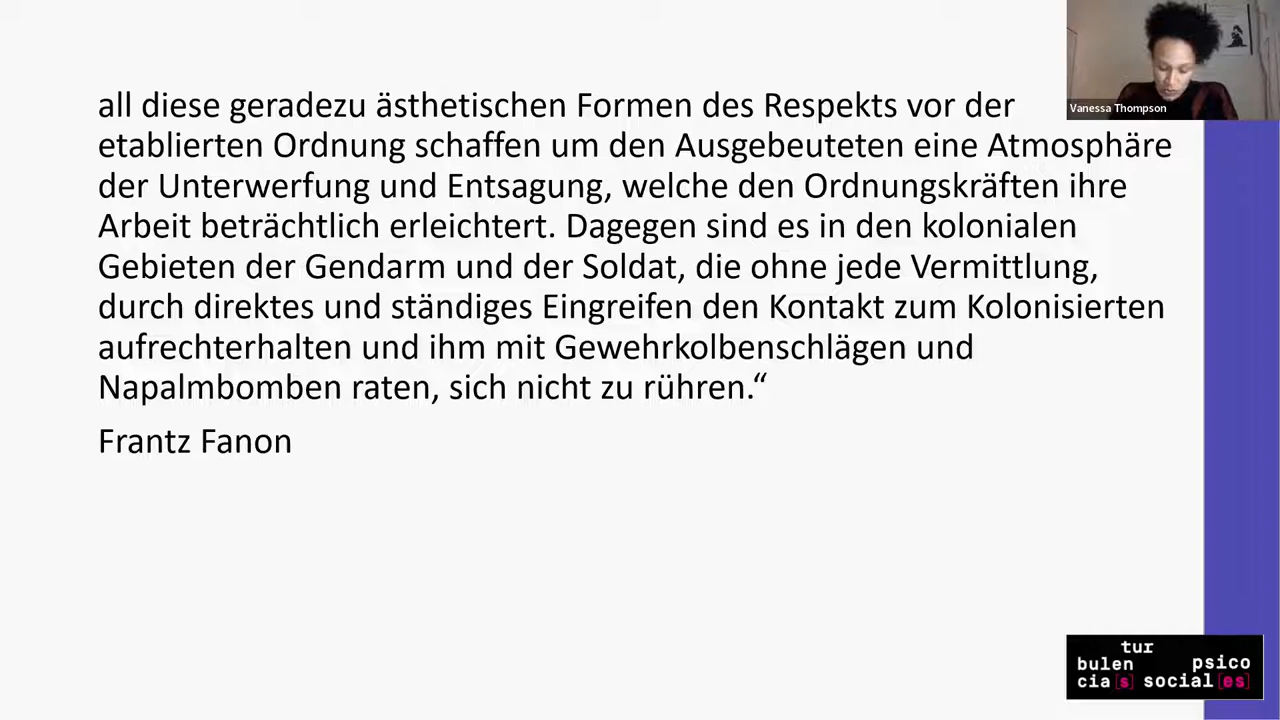 all diese geradezu ästhetischen Formen des Respekts vor der
etablierten Ordnung schaffen um den Ausgebeuteten eine Atmosphäre
der Unterwerfung und Entsagung, welche den Ordnungskräften ihre
Arbeit beträchtlich erleichtert. Dagegen sind es in den kolonialen
Gebieten der Gendarm und der Soldat, die ohne jede Vermittlung,
durch direktes und ständiges Eingreifen den Kontakt zum Kolonisierten
aufrechterhalten und ihm mit Gewehrkolbenschlägen und
Napalmbomben raten, sich nicht zu rühren.“
Frantz Fanon
Vanessa Thompson
tur
bulen psico
cia[s] social[es]